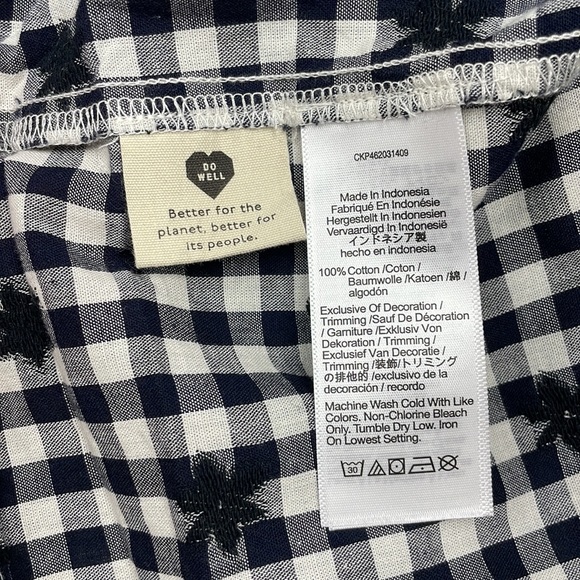 DO
WELL
Better for the
planet, better for
its people.
CKP462031409
Made In Indonesia
Fabriqué En Indonésie
Hergestellt In Indonesien
Vervaardigd In Indonesien
インドネシア製
hecho en indonesia
100% Cotton /Coton /
Baumwolle /Katoen /綿 /
algodón
Exclusive Of Decoration /
Trimming /Sauf De Décoration
/ Garniture /Exklusiv Von
Dekoration / Trimming /
Exclusief Van Decoratie /
Trimming /装飾/トリミング
の排他的 /exclusivo de la
decoración / recorado
Machine Wash Cold With Like
Colors. Non-Chlorine Bleach
Only. Tumble Dry Low. Iron
On Lowest Setting.
30